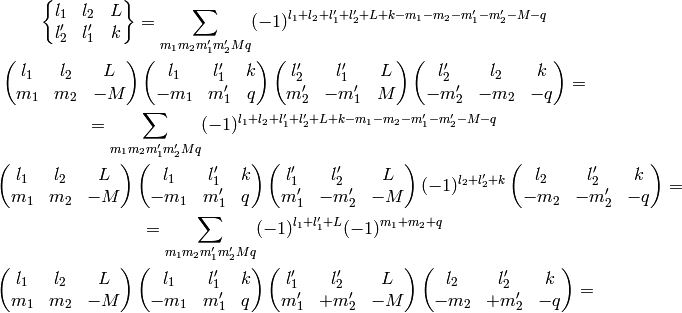 \begin{Bmatrix} l_1 & l_2 & L \\ l_2' & l_1' & k \end{Bmatrix} = \sum_{m_1 m_2 m_1' m_2' M q} (-1)^{l_1+l_2+l_1'+l_2'+L+k-m_1-m_2-m_1'-m_2'-M-q}
\begin{pmatrix} l_1 & l_2 & L \\ m_1 & m_2 & -M \end{pmatrix} \begin{pmatrix} l_1 & l_1' & k \\ -m_1 & m_1' & q \end{pmatrix} \begin{pmatrix} l_2' & l_1' & L \\ m_2' & -m_1' & M \end{pmatrix} \begin{pmatrix} l_2' & l_2 & k \\ -m_2' & -m_2 & -q \end{pmatrix} =
= \sum_{m_1 m_2 m_1' m_2' M q} (-1)^{l_1+l_2+l_1'+l_2'+L+k-m_1-m_2-m_1'-m_2'-M-q}
\begin{pmatrix} l_1 & l_2 & L \\ m_1 & m_2 & -M \end{pmatrix} \begin{pmatrix} l_1 & l_1' & k \\ -m_1 & m_1' & q \end{pmatrix} \begin{pmatrix} l_1' & l_2' & L \\ m_1' & -m_2' & -M \end{pmatrix} (-1)^{l_2+l_2'+k} \begin{pmatrix} l_2 & l_2' & k \\ -m_2 & -m_2' & -q \end{pmatrix} =
= \sum_{m_1 m_2 m_1' m_2' M q} (-1)^{l_1+l_1'+L} (-1)^{m_1+m_2+q}
\begin{pmatrix} l_1 & l_2 & L \\ m_1 & m_2 & -M \end{pmatrix} \begin{pmatrix} l_1 & l_1' & k \\ -m_1 & m_1' & q \end{pmatrix} \begin{pmatrix} l_1' & l_2' & L \\ m_1' & +m_2' & -M \end{pmatrix} \begin{pmatrix} l_2 & l_2' & k \\ -m_2 & +m_2' & -q \end{pmatrix} =